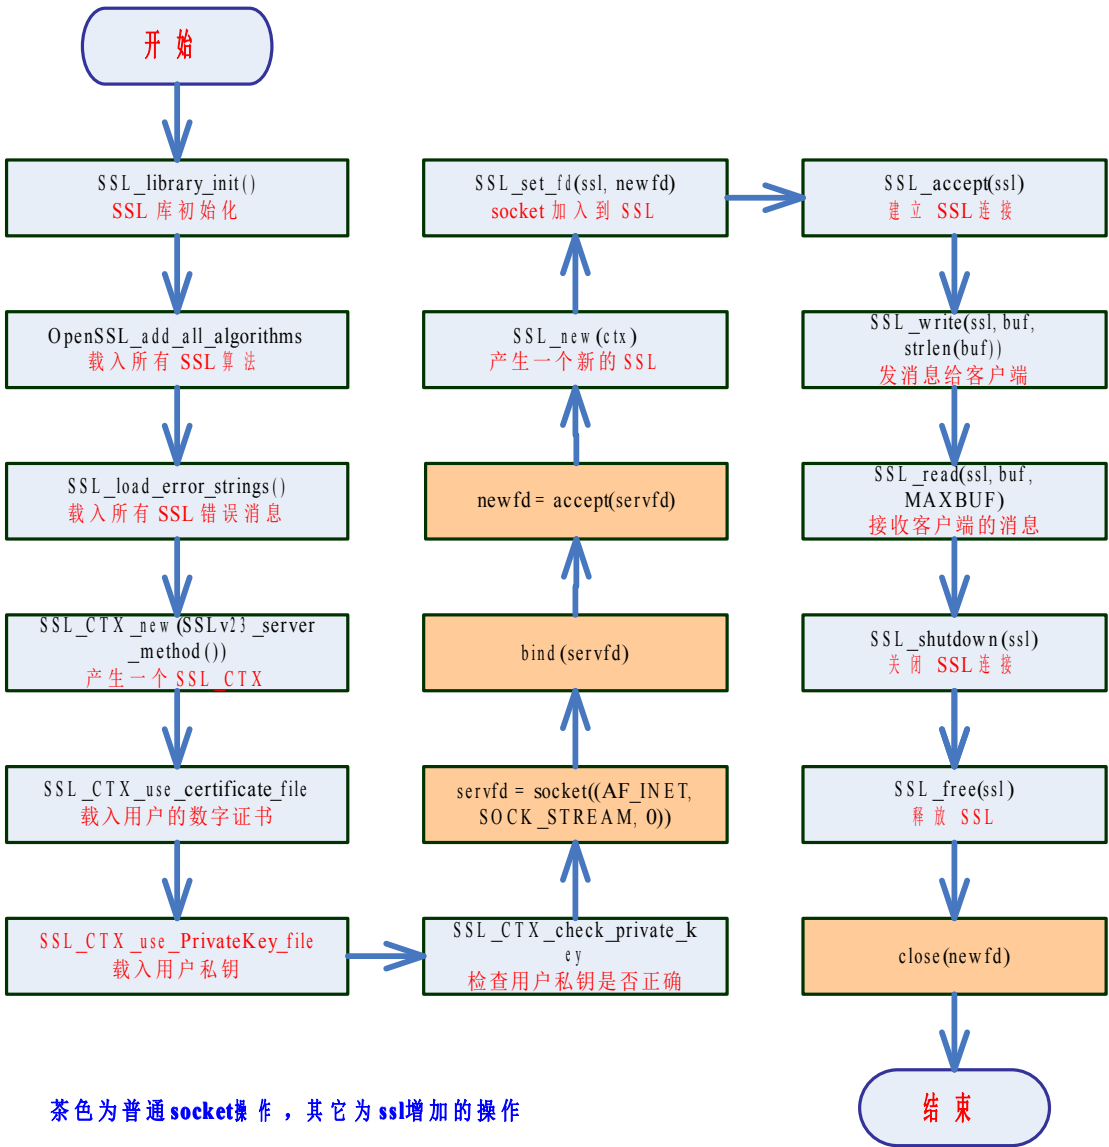 开始
SSL_library_init()
SSL 库初始化
OpenSSL_add_all_algorithms
载入所有 SSL 算法
SSL_load_error_strings()
载入所有 SSL 错误消息
SSL_CTX_new(SSLv23_server
_method())
产生一个 SSL_CTX
SSL_CTX_use_certificate_file
载入用户的数字证书
SSL_CTX_use_PrivateKey_file
载入用户私钥
SSL_CTX_check_private_k
ey
检查用户私钥是否正确
servfd = socket((AF_INET,
SOCK_STREAM, 0))
bind(servfd)
newfd = accept(servfd)
SSL_new(ctx)
产生一个新的 SSL
SSL_set_fd(ssl, newfd)
socket 加入到 SSL
SSL_accept(ssl)
建立 SSL 连接
SSL_write(ssl, buf,
strlen(buf))
发消息给客户端
SSL_read(ssl, buf,
MAXBUF)
接收客户端的消息
SSL_shutdown(ssl)
关闭 SSL 连接
SSL_free(ssl)
释放 SSL
close(newfd)
结束
茶色为普通socket操作，其它为ssl增加的操作